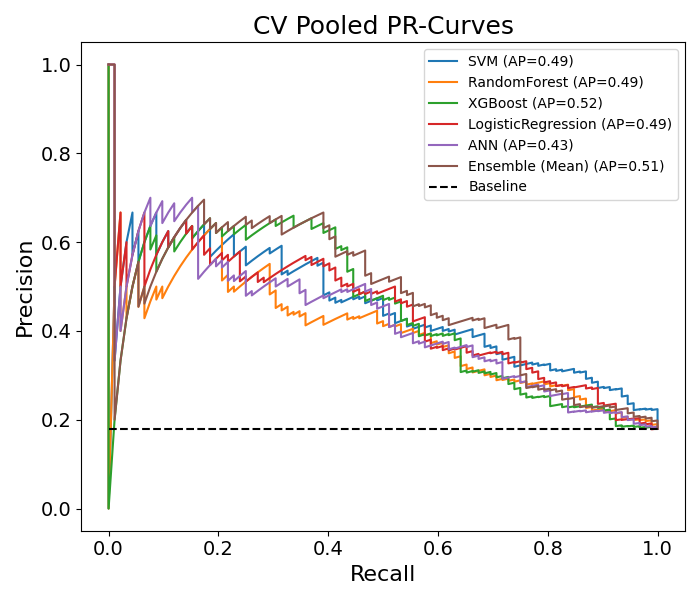 CV Pooled PR-Curves
SVM (AP=0.49)
RandomForest (AP=0.49)
XGBoost (AP=0.52)
LogisticRegression (AP=0.49)
ANN (AP=0.43)
Ensemble (Mean) (AP=0.51)
Baseline
Precision
1.0
0.8
0.6
0.4
0.2
0.0
0.0 0.2 0.4 0.6 0.8 1.0
Recall